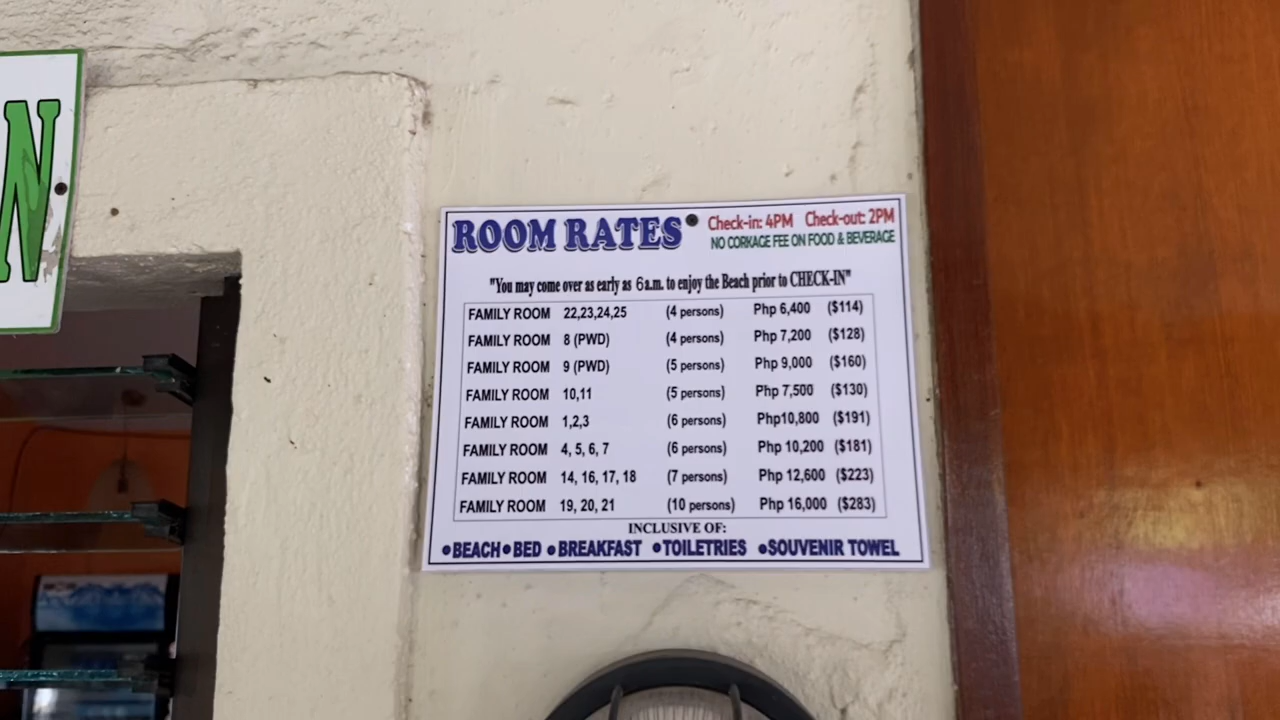 N
ROOM RATES
Check-in: 4PM Check-out: 2PM
NO CORKAGE FEE ON FOOD & BEVERAGE
"You may come over as early as 6a.m. to enjoy the Beach prior to CHECK-IN"
FAMILY ROOM 22,23,24,25 (4 persons) Php 6,400 ($114)
FAMILY ROOM 8 (PWD) (4 persons) Php 7,200 ($128)
FAMILY ROOM 9 (PWD) (5 persons) Php 9,000 ($160)
FAMILY ROOM 10,11 (5 persons) Php 7,500 ($130)
FAMILY ROOM 1,2,3 (6 persons) Php10,800 ($191)
FAMILY ROOM 4, 5, 6, 7 (6 persons) Php 10,200 ($181)
FAMILY ROOM 14, 16, 17, 18 (7 persons) Php 12,600 ($223)
FAMILY ROOM 19, 20, 21 (10 persons) Php 16,000 ($283)
INCLUSIVE OF:
•BEACH •BED •BREAKFAST •TOILETRIES •SOUVENIR TOWEL